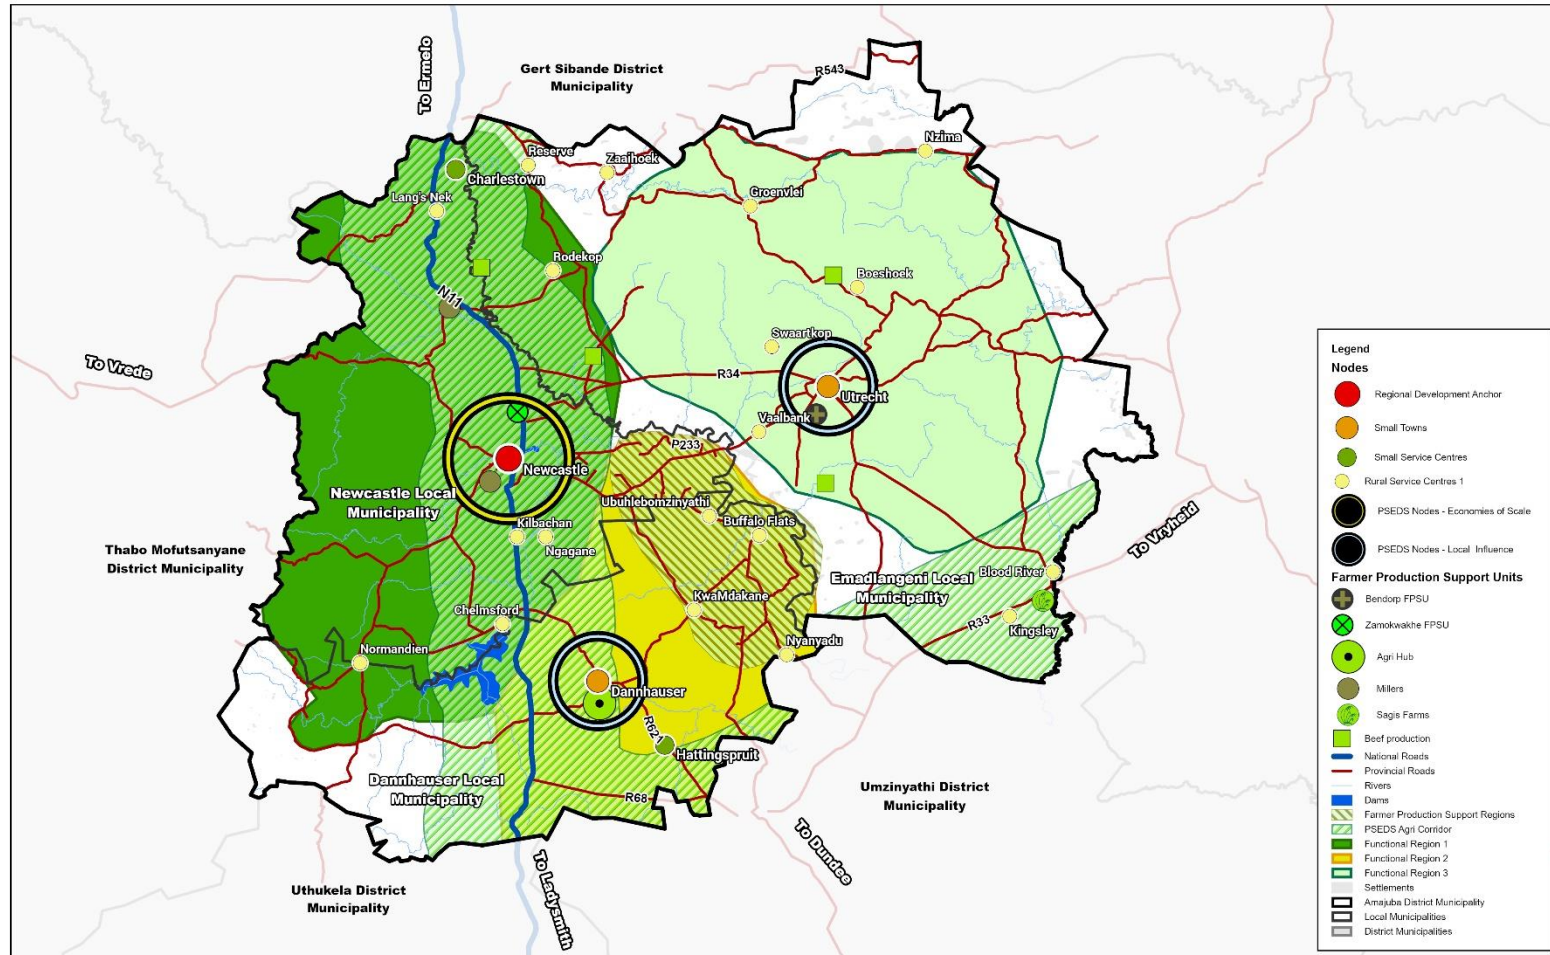 To Ermelo
Gert Sibande District
Municipality
R543
Nzima
Reserve
Zaaihoek
Charlestown
Lang's Nek
Groenvlei
Rodekop
Boeshoek
N11
Swaartkop
To Vrede
R34
Utrecht
Vaalbank
P233
Newcastle
Newcastle Local
Municipality
Ubuhlebomzinyathi
Buffalo Flats
Kilbachan
Ngagane
To Vryheid
Thabo Mofutsanyane
District Municipality
Blood River
Emadlangeni Local
Municipality
KwaMdakane
Chelmsford
R33
Kingsley
Nyanyadu
Normandien
Dannhauser
R621
Hattingspruit
Dannhauser Local
Municipality
R68
Umzinyathi District
Municipality
To Dundee
To Ladysmith
Uthukela District
Municipality
Legend
Nodes
Regional Development Anchor
Small Towns
Small Service Centres
Rural Service Centres 1
PSEDS Nodes - Economies of Scale
PSEDS Nodes - Local Influence
Farmer Production Support Units
Bendorp FPSU
Zamokwakhe FPSU
Agri Hub
Millers
Sagis Farms
Beef production
National Roads
Provincial Roads
Rivers
Dams
Farmer Production Support Regions
PSEDS Agri Corridor
Functional Region 1
Functional Region 2
Functional Region 3
Settlements
Amajuba District Municipality
Local Municipalities
District Municipalities